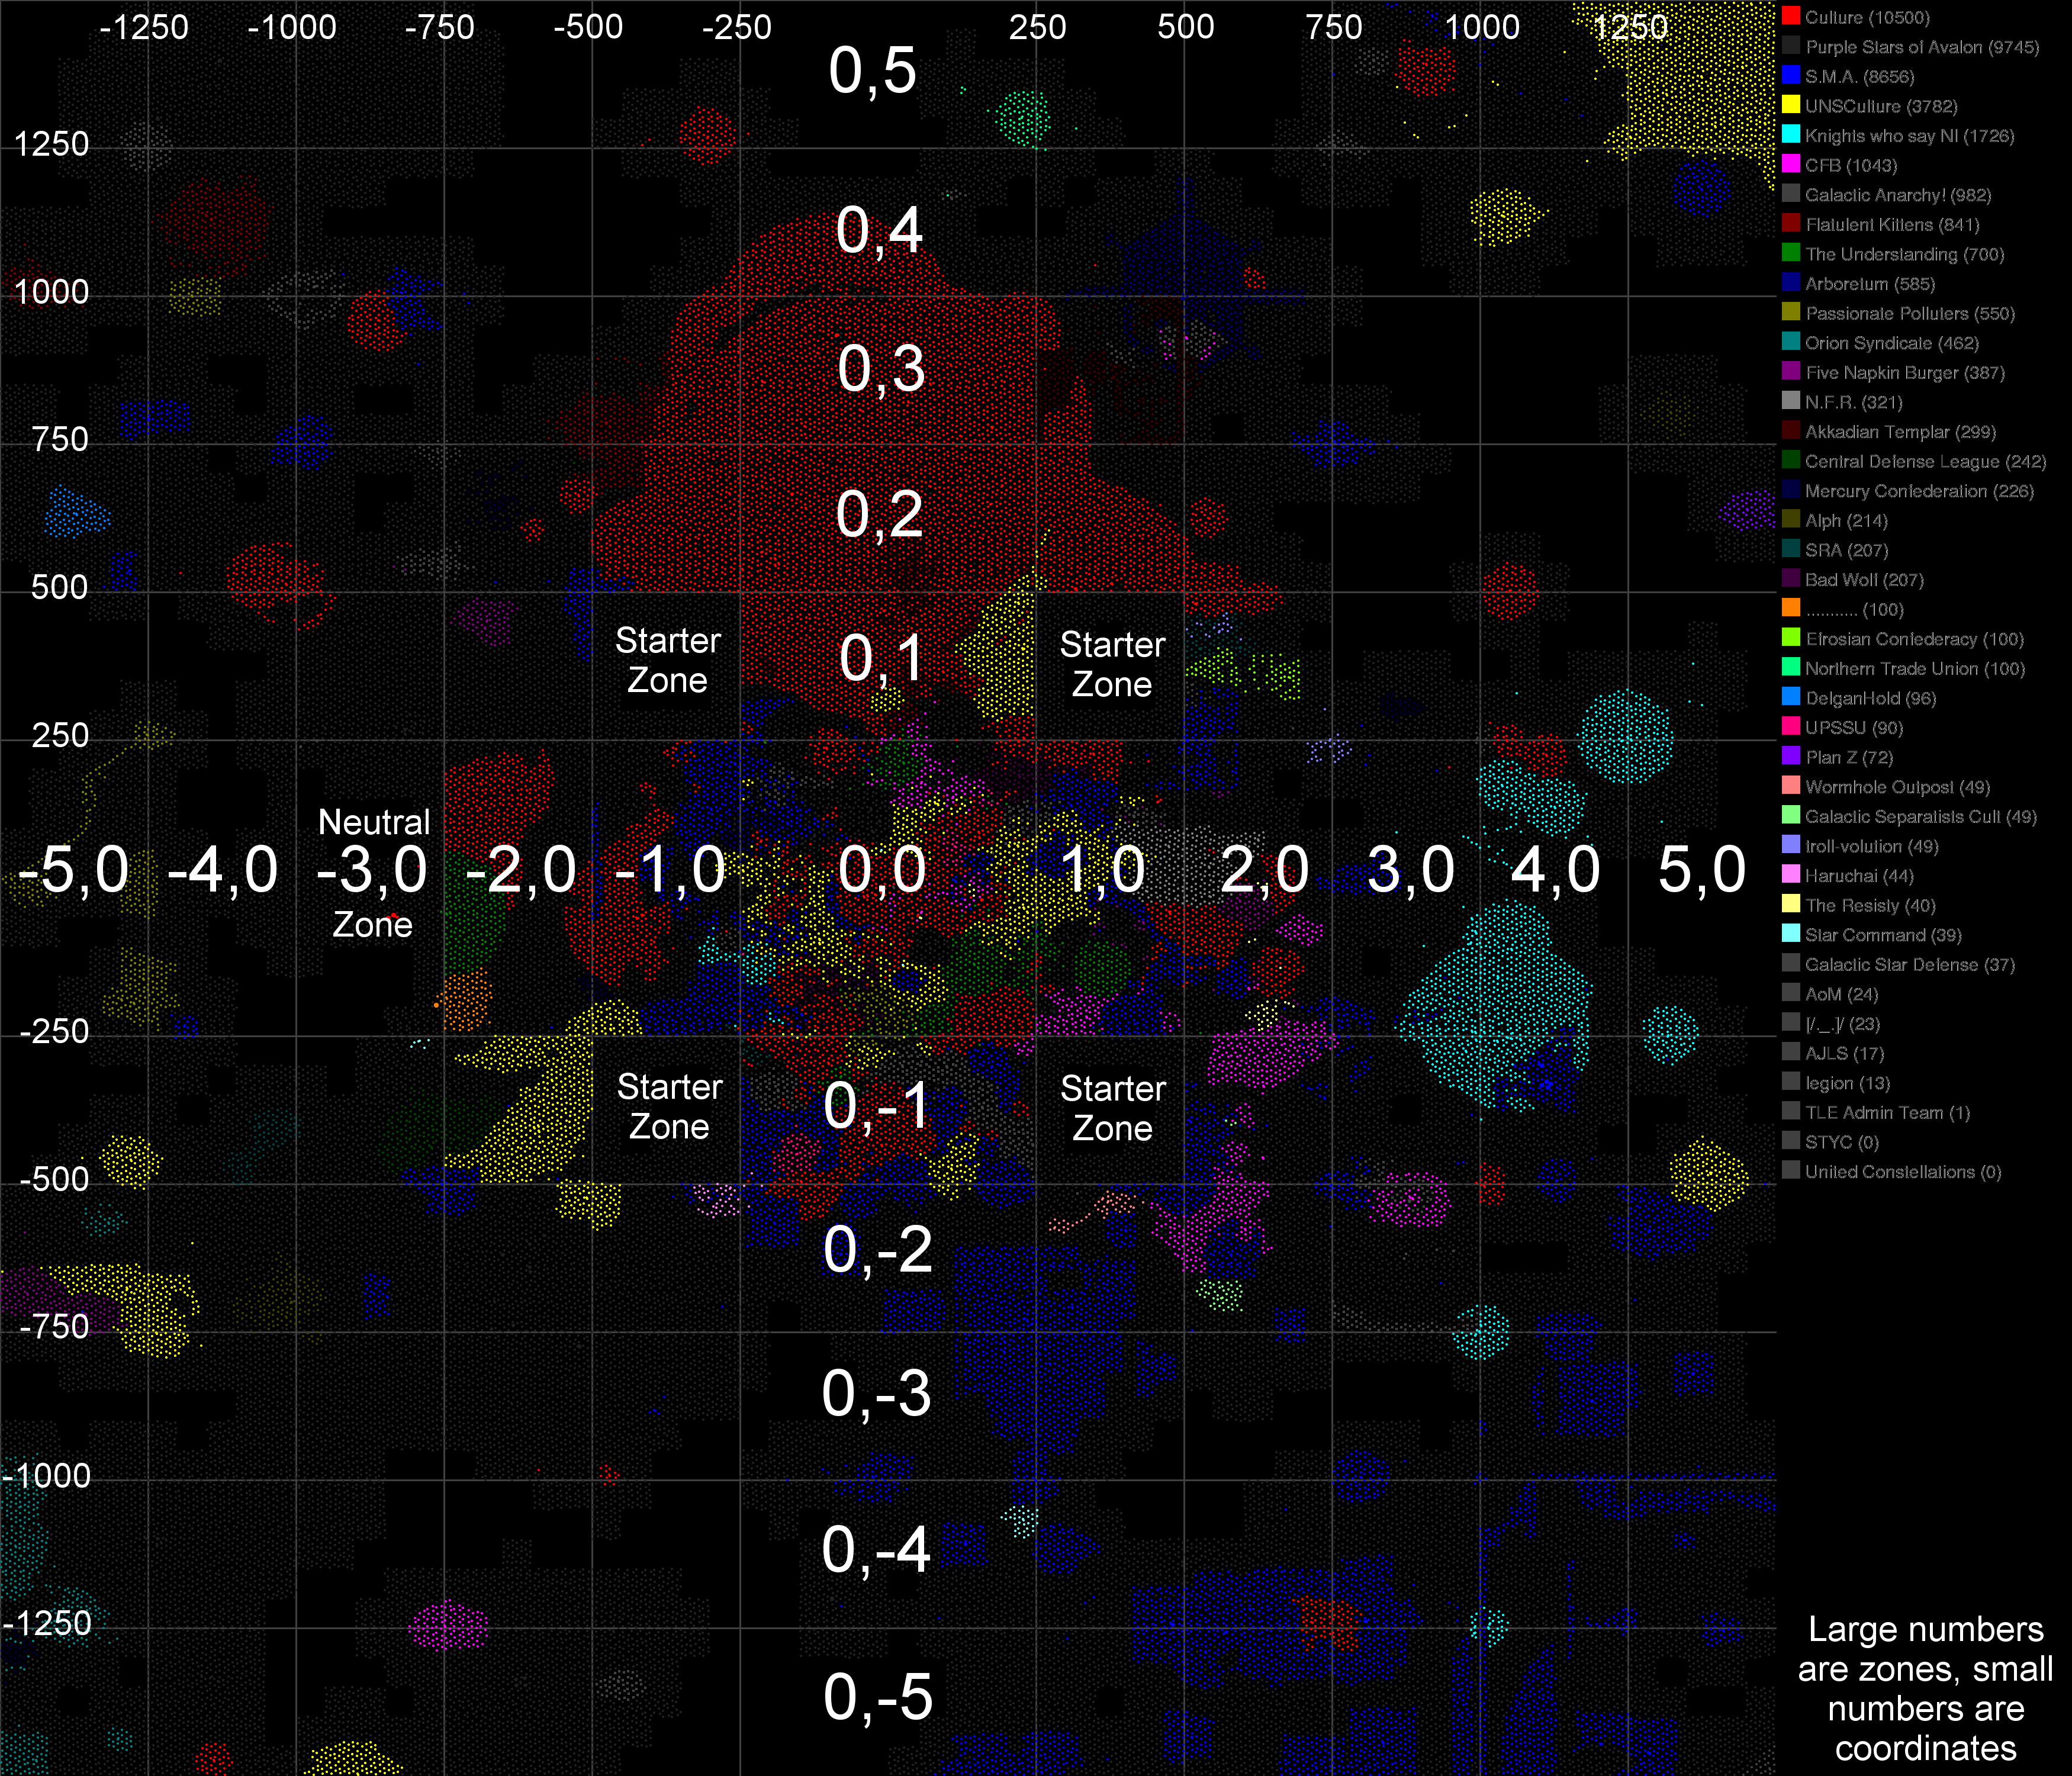 -1250 -1000 -750 -500 -250 250 500 750 1000 1250
0,5
1250
0,4
1000
0,3
750
0,2
500
Starter
Zone
0,1
Starter
Zone
250
Neutral
-5,0 -4,0 -3,0 -2,0 -1,0 0,0 1,0 2,0 3,0 4,0 5,0
Zone
-250
Starter
Zone
0,-1
Starter
Zone
-500
0,-2
-750
0,-3
-1000
0,-4
-1250
0,-5
Culture (10500)
Purple Stars of Avalon (9745)
S.M.A. (8656)
UNSCulture (3782)
Knights who say NI (1726)
CFB (1043)
Galactic Anarchy! (982)
Flatulent Kittens (841)
The Understanding (700)
Arboretum (585)
Passionate Polluters (550)
Orion Syndicate (462)
Five Napkin Burger (387)
N.F.R. (321)
Akkadian Templar (299)
Central Defense League (242)
Mercury Confederation (226)
Alph (214)
SRA (207)
Bad Wolf (207)
........... (100)
Efrosian Confederacy (100)
Northern Trade Union (100)
DelganHold (96)
UPSSU (90)
Plan Z (72)
Wormhole Outpost (49)
Galactic Separatists Cult (49)
troll-volution (49)
Haruchai (44)
The Resisty (40)
Star Command (39)
Galactic Star Defense (37)
AoM (24)
[/._.]/ (23)
AJLS (17)
legion (13)
TLE Admin Team (1)
STYC (0)
United Constellations (0)
Large numbers
are zones, small
numbers are
coordinates